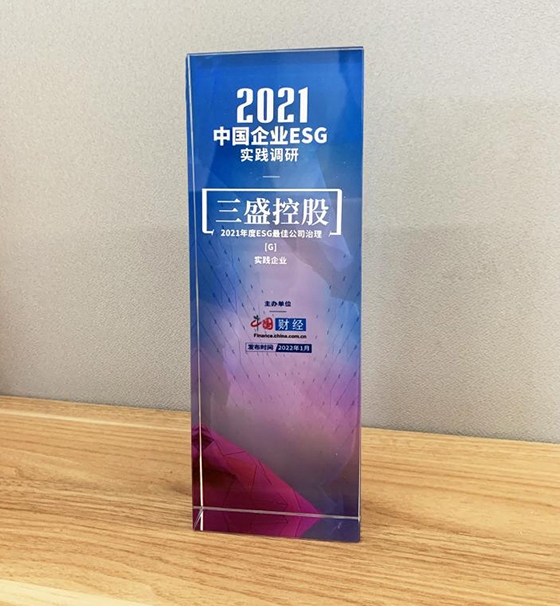 2021
中国企业ESG
实践调研
三盛控股
2021年度ESG最佳公司治理
[G]
实践企业
主办单位
中国财经
Finance.china.com.cn
发布时间 2022年1月